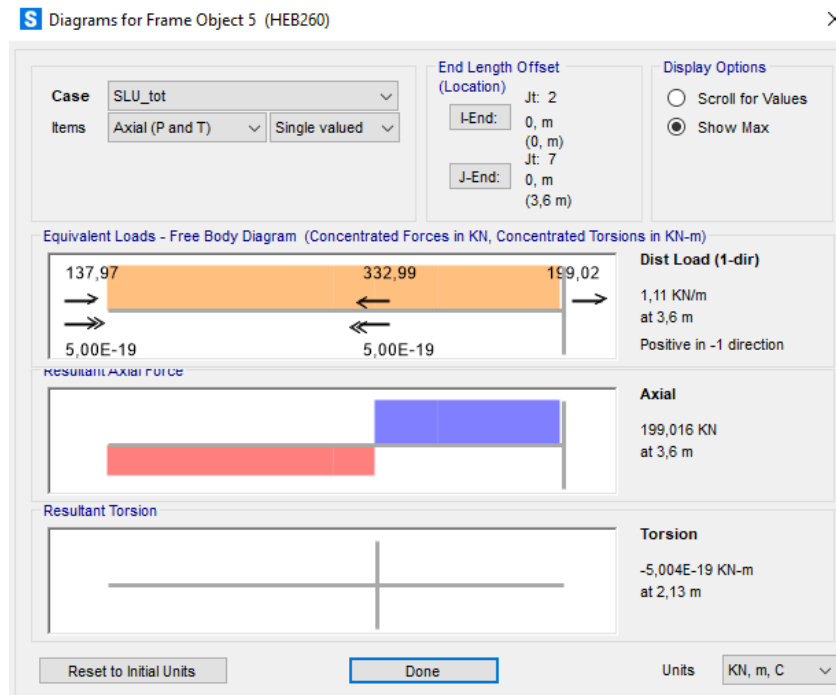 S Diagrams for Frame Object 5 (HEB260)
Case SLU_tot
Items Axial (P and T) Single valued
End Length Offset
(Location)
I-End:
Jt: 2
0, m
(0, m)
J-End:
Jt: 7
0, m
(3,6 m)
Display Options
Scroll for Values
Show Max
Equivalent Loads - Free Body Diagram (Concentrated Forces in KN, Concentrated Torsions in KN-m)
137,97 332,99 199,02
5,00E-19 5,00E-19
Dist Load (1-dir)
1,11 KN/m
at 3,6 m
Positive in -1 direction
Resultant Axial Force
Axial
199,016 KN
at 3,6 m
Resultant Torsion
Torsion
-5,004E-19 KN-m
at 2,13 m
Reset to Initial Units Done Units KN, m, C